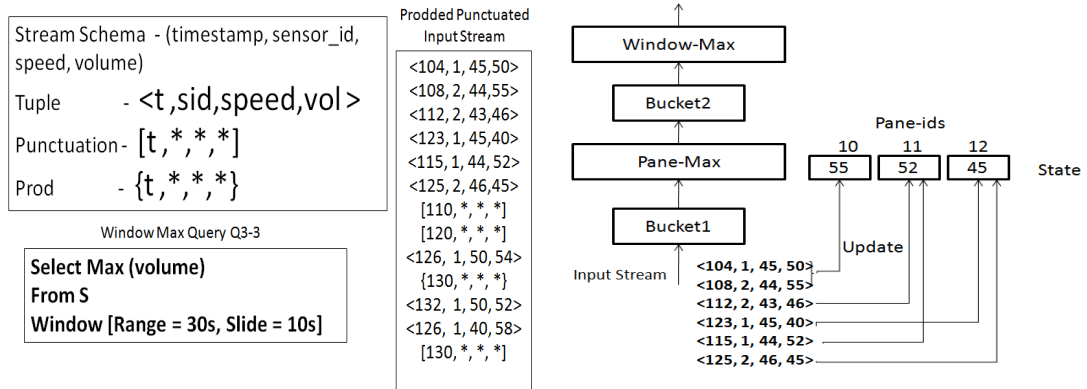 Stream Schema - (timestamp, sensor_id,
speed, volume)
Tuple - <t ,sid,speed,vol >
Punctuation - [t ,*,*,*]
Prod - {t ,*,*,*}
Window Max Query Q3-3
Select Max (volume)
From S
Window [Range = 30s, Slide = 10s]
Prodded Punctuated
Input Stream
<104, 1, 45,50>
<108, 2, 44,55>
<112, 2, 43,46>
<123, 1, 45,40>
<115, 1, 44,52>
<125, 2, 46,45>
[110, *, *, *]
[120, *, *, *]
<126, 1, 50,54>
{130, *, *, *}
<132, 1, 50,52>
<126, 1, 40,58>
[130, *, *, *]
Window-Max
Bucket2
Pane-Max
Bucket1
Input Stream
Pane-ids
10 11 12
55 52 45
State
Update
<104, 1, 45, 50>
<108, 2, 44, 55>
<112, 2, 43, 46>
<123, 1, 45, 40>
<115, 1, 44, 52>
<125, 2, 46, 45>